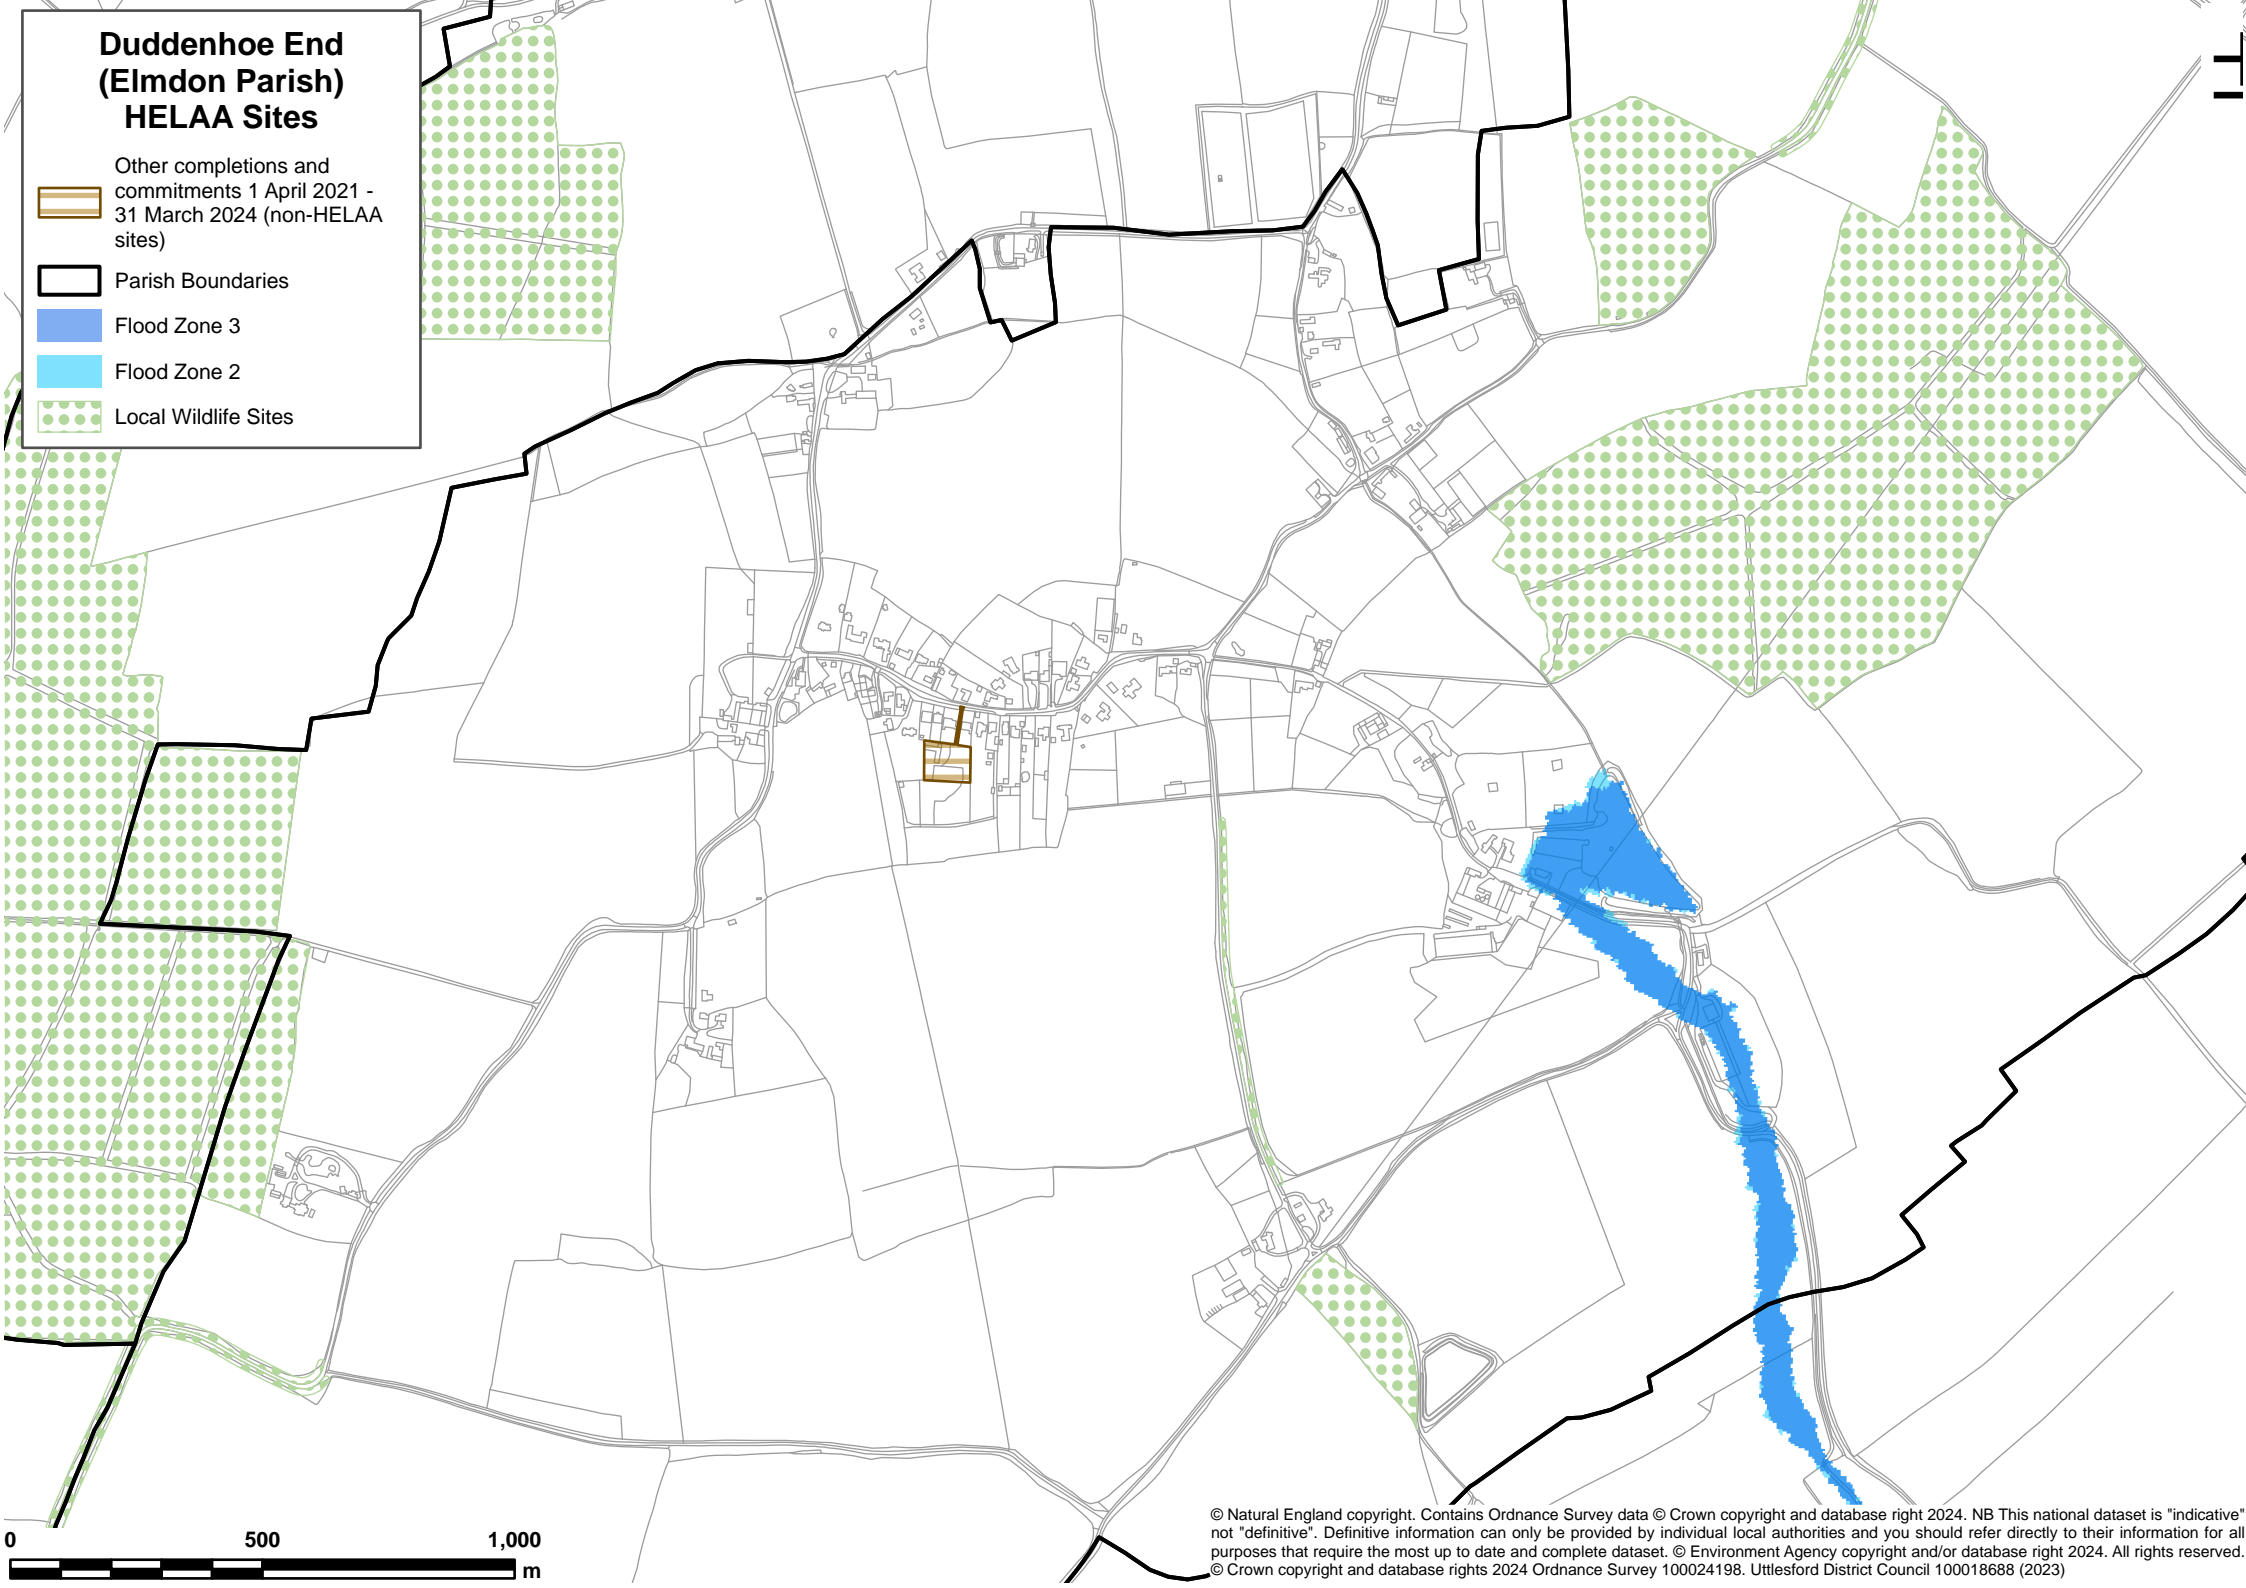 Duddenhoe End
(Elmdon Parish)
HELAA Sites
Other completions and
commitments 1 April 2021 -
31 March 2024 (non-HELAA
sites)
Parish Boundaries
Flood Zone 3
Flood Zone 2
Local Wildlife Sites
0 500 1,000
m
© Natural England copyright. Contains Ordnance Survey data © Crown copyright and database right 2024. NB This national dataset is "indicative"
not "definitive". Definitive information can only be provided by individual local authorities and you should refer directly to their information for all
purposes that require the most up to date and complete dataset. © Environment Agency copyright and/or database right 2024. All rights reserved.
© Crown copyright and database rights 2024 Ordnance Survey 100024198. Uttlesford District Council 100018688 (2023)